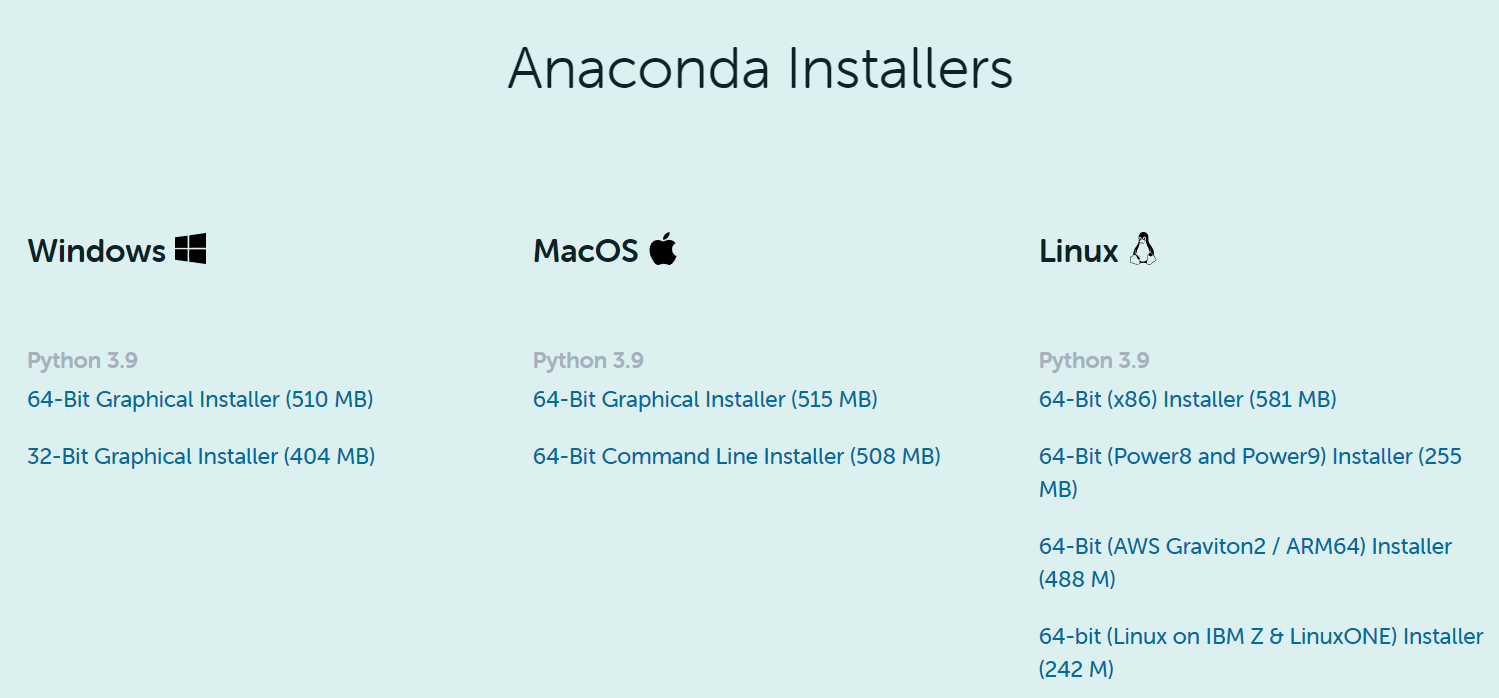 Anaconda Installers
Windows
Python 3.9
64-Bit Graphical Installer (510 MB)
32-Bit Graphical Installer (404 MB)
MacOS
Python 3.9
64-Bit Graphical Installer (515 MB)
64-Bit Command Line Installer (508 MB)
Linux
Python 3.9
64-Bit (x86) Installer (581 MB)
64-Bit (Power8 and Power9) Installer (255
MB)
64-Bit (AWS Graviton2 / ARM64) Installer
(488 M)
64-bit (Linux on IBM Z & LinuxONE) Installer
(242 M)